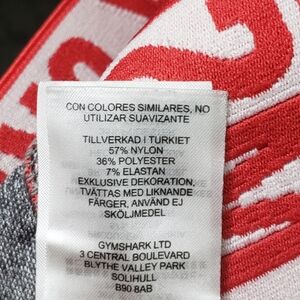 CON COLORES SIMILARES, NO
UTILIZAR SUAVIZANTE
TILLVERKAD I TURKIET
57% NYLON
36% POLYESTER
7% ELASTAN
EXKLUSIVE DEKORATION,
TVÄTTAS MED LIKNANDE
FÄRGER, ANVÄND EJ
SKÖLJMEDEL
GYMSHARK LTD
3 CENTRAL BOULEVARD
BLYTHE VALLEY PARK
SOLIHULL
B90 8AB